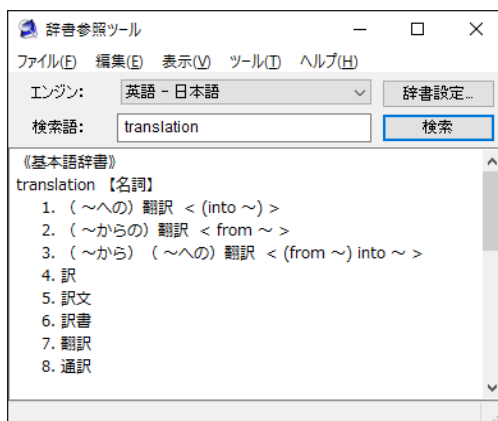 辞書参照ツール
ファイル(F) 編集(E) 表示(V) ツール(T) ヘルプ(H)
エンジン: 英語 - 日本語 辞書設定...
検索語: translation 検索
《基本語辞書》
translation 【名詞】
1. ( ～への) 翻訳 < (into ～) >
2. ( ～からの) 翻訳 < from ～ >
3. ( ～から) ( ～への) 翻訳 < (from ～) into ～ >
4. 訳
5. 訳文
6. 訳書
7. 翻訳
8. 通訳